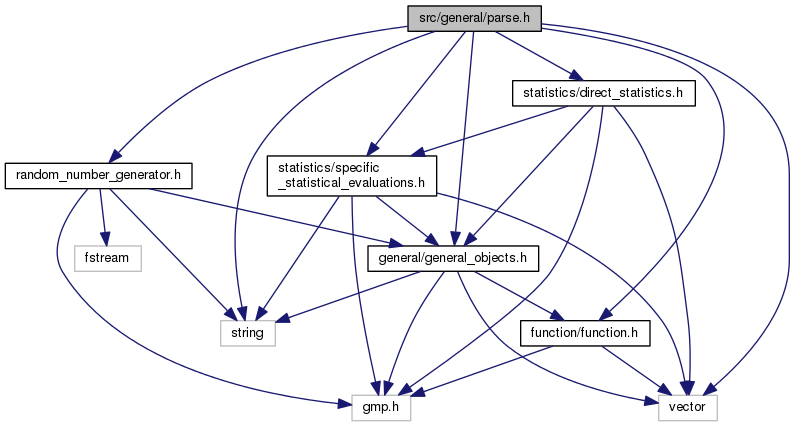 src/general/parse.h
statistics/direct_statistics.h
random_number_generator.h
statistics/specific
_statistical_evaluations.h
fstream
general/general_objects.h
string
function/function.h
gmp.h
vector